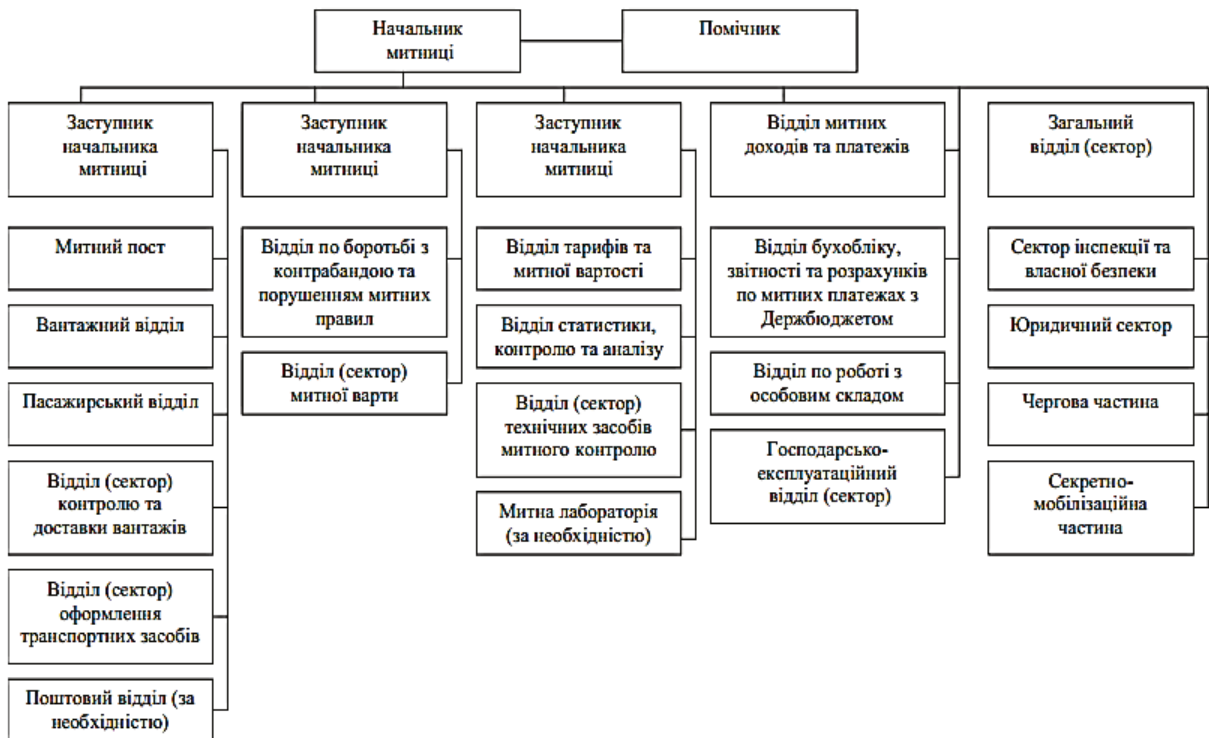 Начальник
митниці
Помічник
Заступник
начальника
митниці
Заступник
начальника
митниці
Заступник
начальника
митниці
Відділ митних
доходів та платежів
Загальний
відділ (сектор)
Митний пост
Вантажний відділ
Пасажирський відділ
Відділ (сектор)
контролю та
доставки вантажів
Відділ (сектор)
оформлення
транспортних засобів
Поштовий відділ (за
необхідністю)
Відділ по боротьбі з
контрабандою та
порушенням митних
правил
Відділ (сектор)
митної варти
Відділ тарифів та
митної вартості
Відділ статистики,
контролю та аналізу
Відділ (сектор)
технічних засобів
митного контролю
Митна лабораторія
(за необхідністю)
Відділ бухобліку,
звітності та розрахунків
по митних платежах з
Держбюджетом
Відділ по роботі з
особовим складом
Господарсько-
експлуатаційний
відділ (сектор)
Сектор інспекції та
власної безпеки
Юридичний сектор
Чергова частина
Секретно-
мобілізаційна
частина